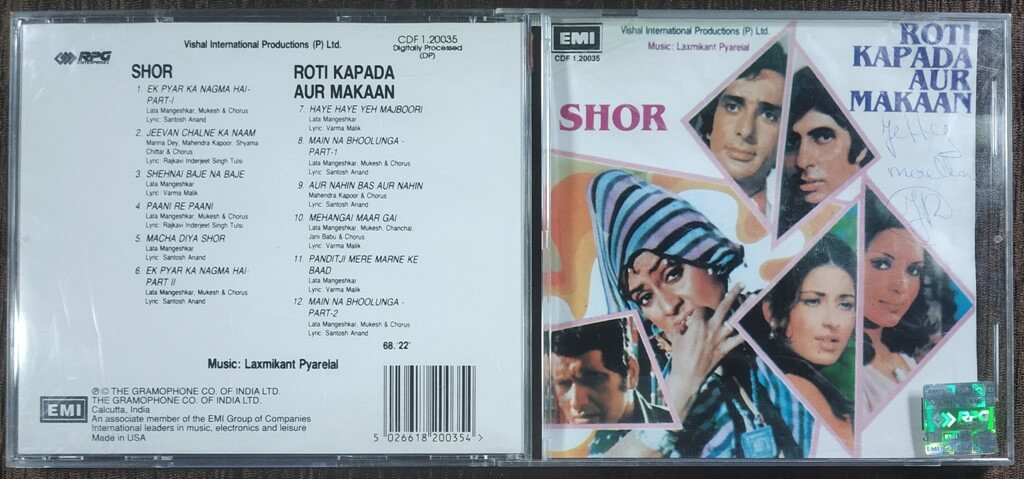 RPG
ENTERPRISES
Vishal International Productions (P) Ltd.
CDF 1.20035
Digitally Processed
(DP)
SHOR
1. EK PYAR KA NAGMA HAI-
PART-I
Lata Mangeshkar, Mukesh & Chorus
Lyric: Santosh Anand
2. JEEVAN CHALNE KA NAAM
Manna Dey, Mahendra Kapoor, Shyama
Chittar & Chorus
Lyric: Rajkavi Inderjeet Singh Tulsi
3. SHEHNAI BAJE NA BAJE
Lata Mangeshkar
Lyric: Varma Malik
4. PAANI RE PAANI
Lata Mangeshkar, Mukesh & Chorus
Lyric: Rajkavi Inderjeet Singh Tulsi
5. MACHA DIYA SHOR
Lata Mangeshkar
Lyric: Santosh Anand
6. EK PYAR KA NAGMA HAI-
PART II
Lata Mangeshkar, Mukesh & Chorus
Lyric: Santosh Anand
ROTI KAPADA
AUR MAKAAN
7. HAYE HAYE YEH MAJBOORI
Lata Mangeshkar
Lyric: Varma Malik
8. MAIN NA BHOOLUNGA -
PART-1
Lata Mangeshkar, Mukesh & Chorus
Lyric: Santosh Anand
9. AUR NAHIN BAS AUR NAHIN
Mahendra Kapoor & Chorus
Lyric: Santosh Anand
10. MEHANGAI MAAR GAI
Lata Mangeshkar, Mukesh, Chanchal,
Jani Babu & Chorus
Lyric: Varma Malik
11. PANDITJI MERE MARNE KE
BAAD
Lata Mangeshkar
Lyric: Varma Malik
12. MAIN NA BHOOLUNGA -
PART-2
Lata Mangeshkar, Mukesh & Chorus
Lyric: Santosh Anand
68.'22"
Music: Laxmikant Pyarelal
EMI
℗ © THE GRAMOPHONE CO. OF INDIA LTD.
THE GRAMOPHONE CO. OF INDIA LTD.
Calcutta, India
An associate member of the EMI Group of Companies
International leaders in music, electronics and leisure
Made in USA
5 026618 200354 >
EMI
CDF 1.20035
Vishal International Productions (P) Ltd.
Music: Laxmikant Pyarelal
ROTI
KAPADA
AUR
MAKAAN
SHOR
RPG
EMI